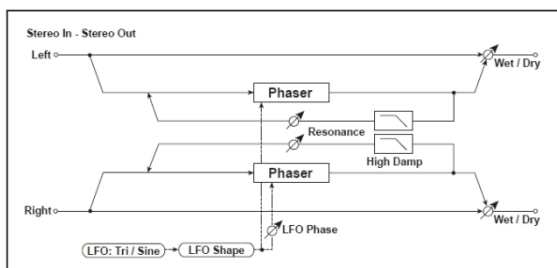 Stereo In - Stereo Out
Left
Wet / Dry
Phaser
Resonance
High Damp
Phaser
Right
Wet / Dry
LFO Phase
LFO: Tri / Sine
LFO Shape